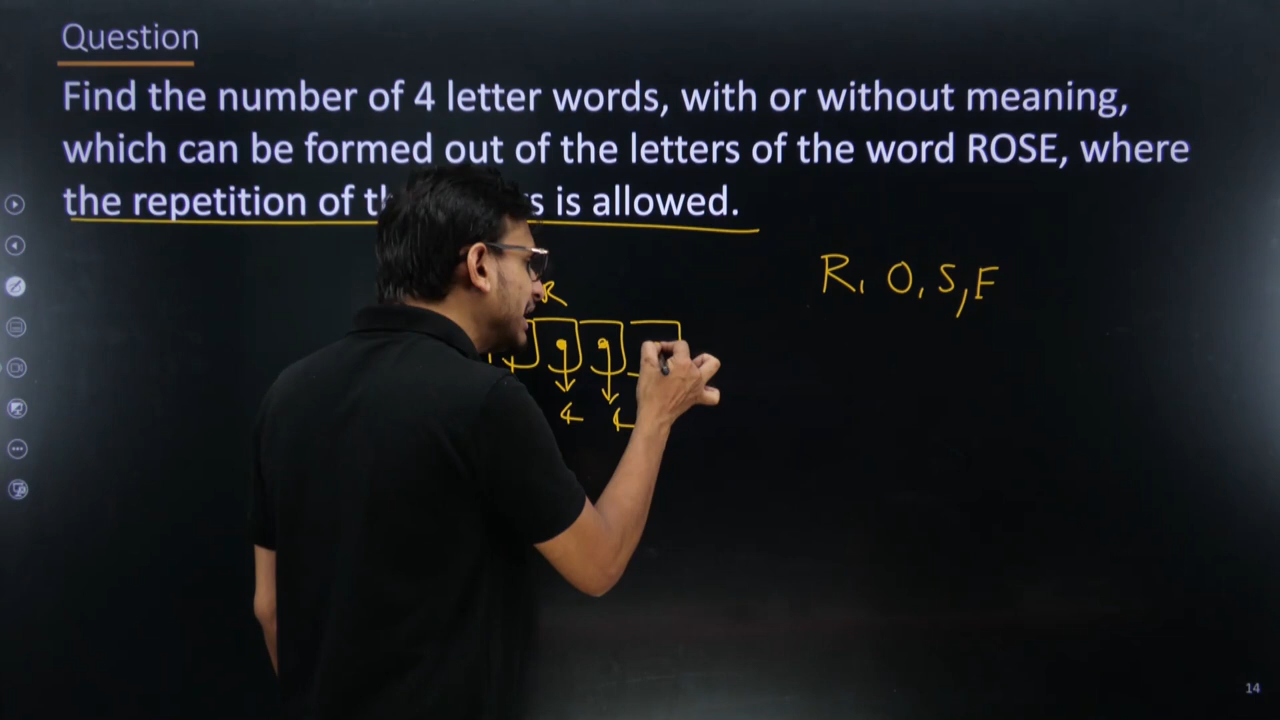 Question
Find the number of 4 letter words, with or without meaning,
which can be formed out of the letters of the word ROSE, where
the repetition of s is allowed.
R, O, S, E
R
4 4
14